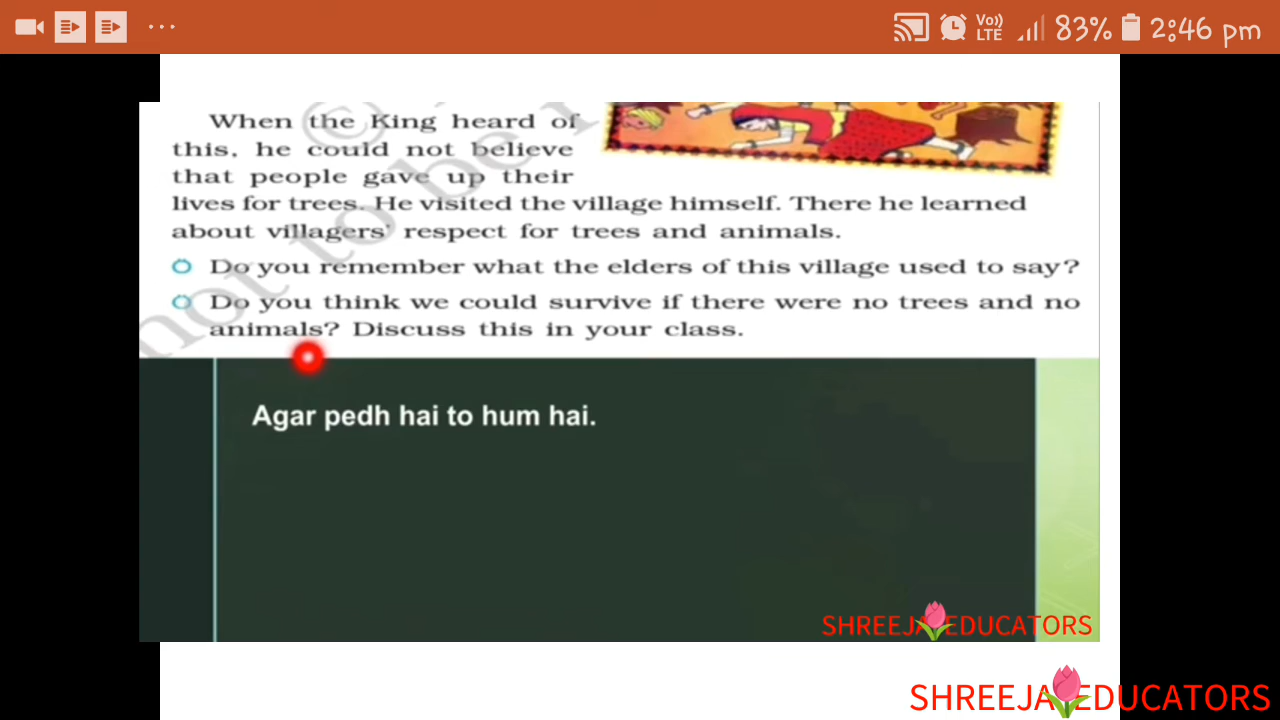 Vo))
LTE
83%
2:46 pm
When the King heard of
this, he could not believe
that people gave up their
lives for trees. He visited the village himself. There he learned
about villagers' respect for trees and animals.
Do you remember what the elders of this village used to say?
Do you think we could survive if there were no trees and no
animals? Discuss this in your class.
not to be r
©
Agar pedh hai to hum hai.
SHREEJA EDUCATORS
SHREEJA EDUCATORS